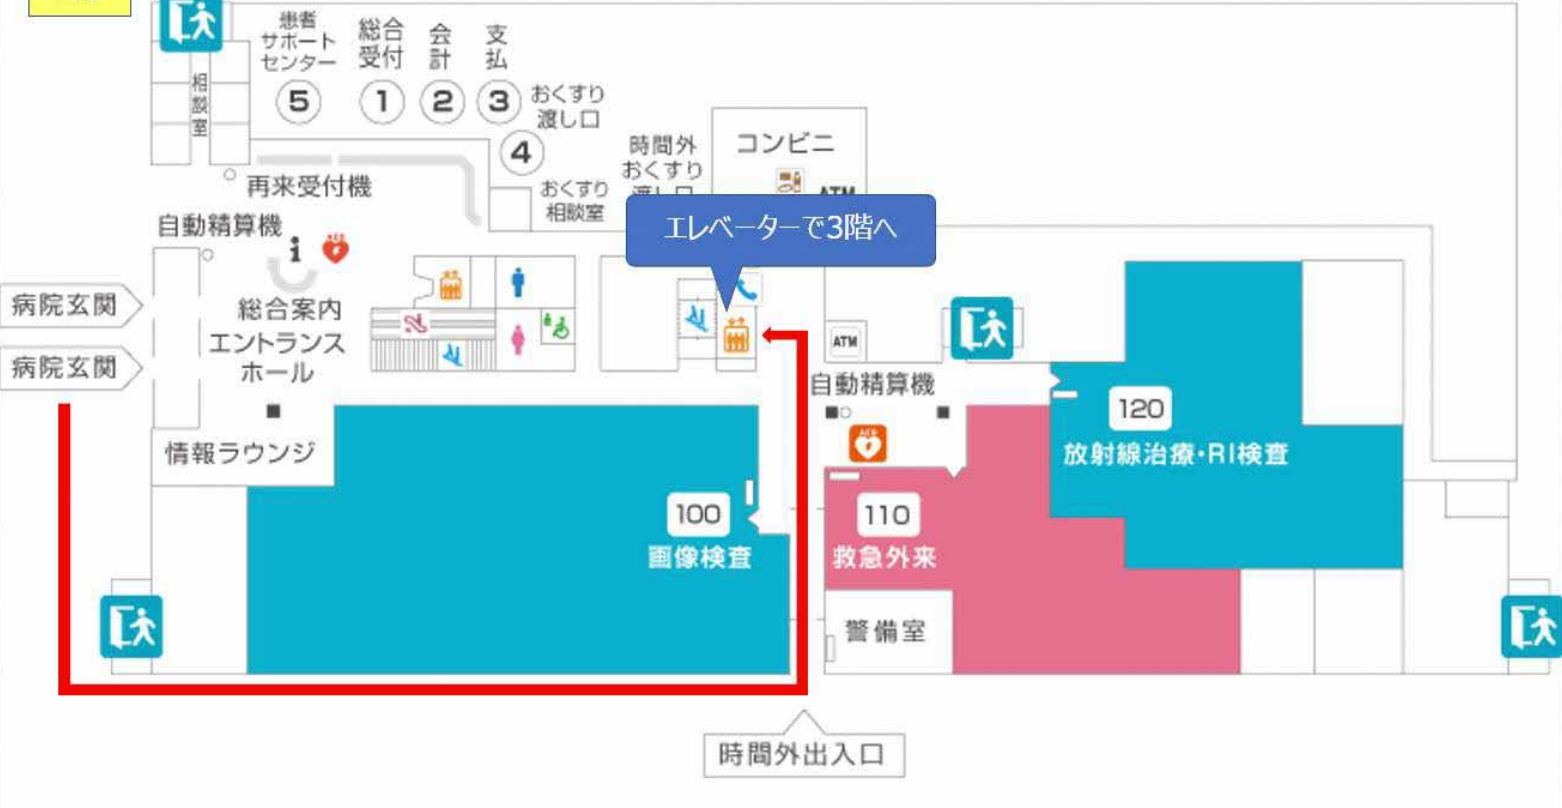 患者
サポート
センター
⑤
総合
受付
①
会
計
②
支
払
③
おくすり
渡し口
④
相
談
室
時間外
おくすり
渡し口
コンビニ
ATM
再来受付機
おくすり
相談室
自動精算機
エレベーターで3階へ
i
AED
病院玄関
総合案内
エントランス
ホール
病院玄関
ATM
自動精算機
AED
情報ラウンジ
120
放射線治療・RI検査
100
画像検査
110
救急外来
警備室
時間外出入口